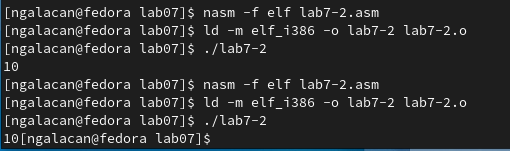 [ngalacan@fedora lab07]$ nasm -f elf lab7-2.asm
[ngalacan@fedora lab07]$ ld -m elf_i386 -o lab7-2 lab7-2.o
[ngalacan@fedora lab07]$ ./lab7-2
10
[ngalacan@fedora lab07]$ nasm -f elf lab7-2.asm
[ngalacan@fedora lab07]$ ld -m elf_i386 -o lab7-2 lab7-2.o
[ngalacan@fedora lab07]$ ./lab7-2
10[ngalacan@fedora lab07]$